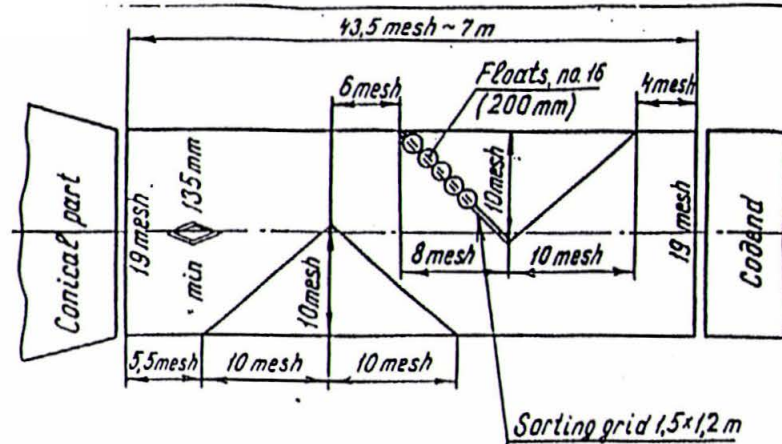 43,5 mesh ~ 7 m
6 mesh
Floats, no. 16
(200 mm)
4 mesh
Conical part
19 mesh
min 135 mm
10 mesh
10 mesh
8 mesh
10 mesh
19 mesh
Codend
5,5 mesh
10 mesh
10 mesh
Sorting grid 1,5×1,2 m